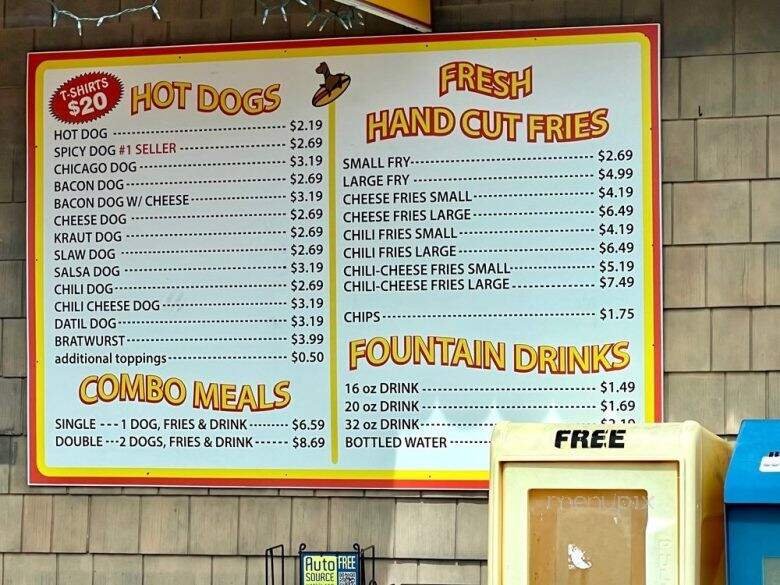 T-SHIRTS
$20
HOT DOGS
HOT DOG $2.19
SPICY DOG #1 SELLER $2.69
CHICAGO DOG $3.19
BACON DOG $2.69
BACON DOG W/ CHEESE $3.19
CHEESE DOG $2.69
KRAUT DOG $2.69
SLAW DOG $2.69
SALSA DOG $3.19
CHILI DOG $2.69
CHILI CHEESE DOG $3.19
DATIL DOG $3.19
BRATWURST $3.99
additional toppings $0.50
COMBO MEALS
SINGLE --- 1 DOG, FRIES & DRINK $6.59
DOUBLE --- 2 DOGS, FRIES & DRINK $8.69
FRESH
HAND CUT FRIES
SMALL FRY $2.69
LARGE FRY $4.99
CHEESE FRIES SMALL $4.19
CHEESE FRIES LARGE $6.49
CHILI FRIES SMALL $4.19
CHILI FRIES LARGE $6.49
CHILI-CHEESE FRIES SMALL $5.19
CHILI-CHEESE FRIES LARGE $7.49
CHIPS $1.75
FOUNTAIN DRINKS
16 oz DRINK $1.49
20 oz DRINK $1.69
32 oz DRINK
BOTTLED WATER
FREE
menupix
Auto FREE
SOURCE